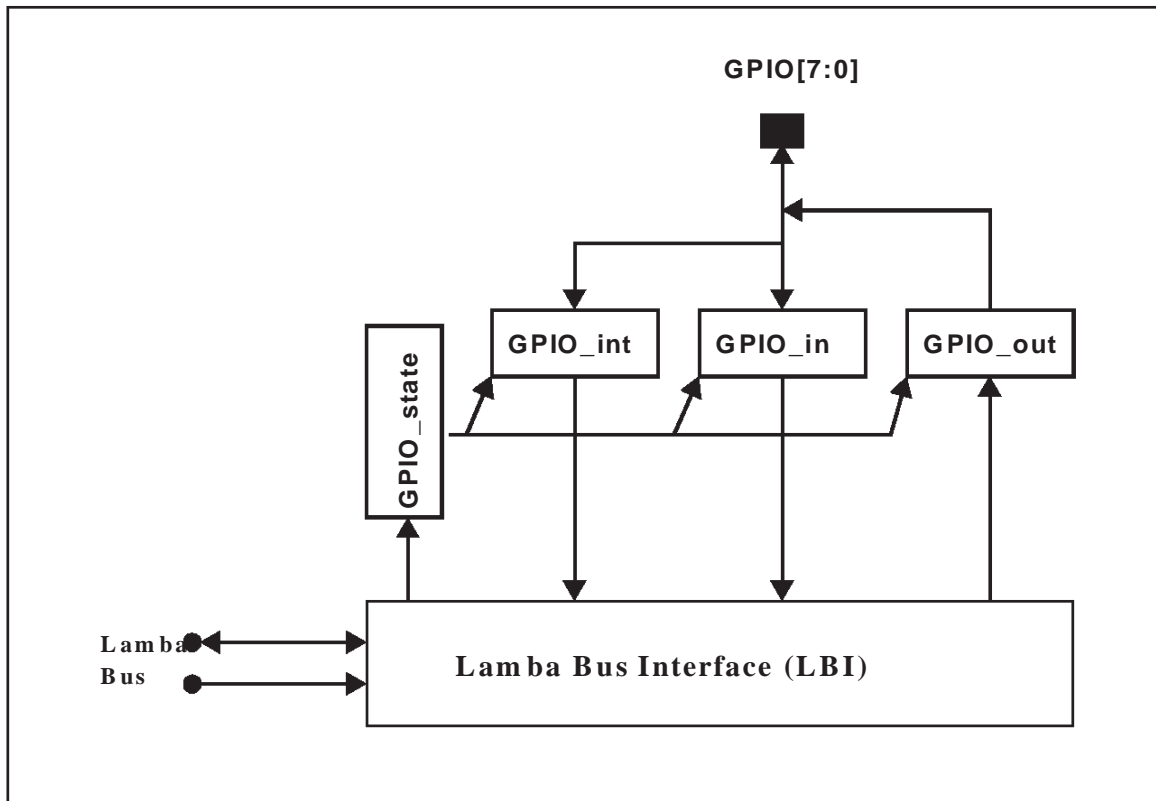 GPIO[7:0]
GPIO_int
GPIO_in
GPIO_out
GPIO_state
Lamba
Bus
Lamba Bus Interface (LBI)